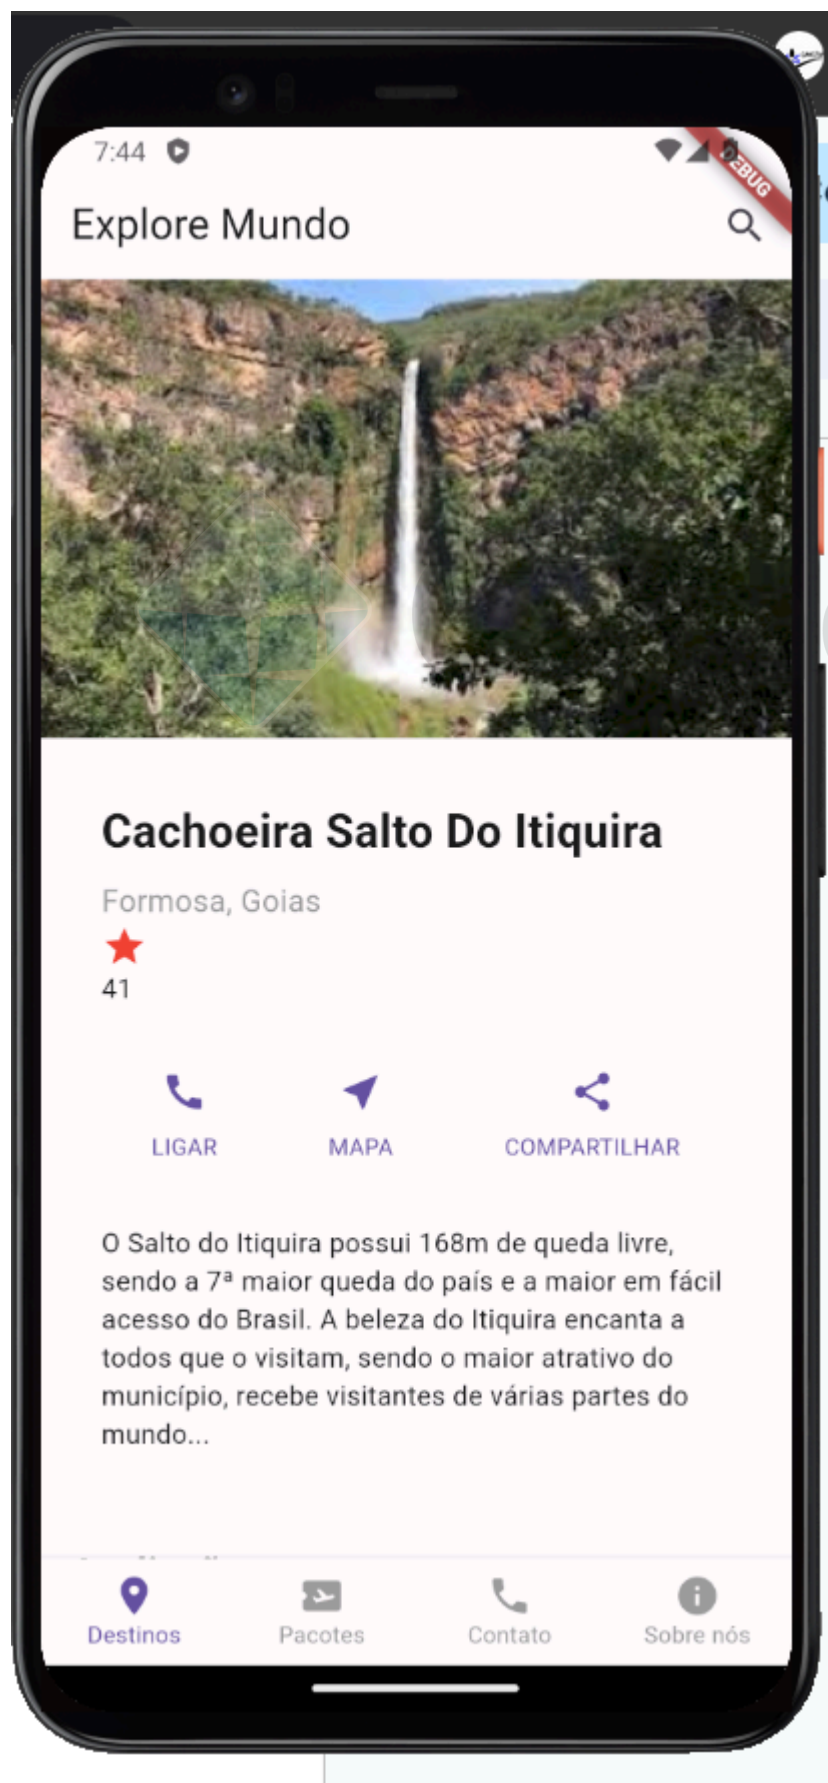 7:44
DEBUG
Explore Mundo
Cachoeira Salto Do Itiquira
Formosa, Goias
41
LIGAR MAPA COMPARTILHAR
O Salto do Itiquira possui 168m de queda livre,
sendo a 7ª maior queda do país e a maior em fácil
acesso do Brasil. A beleza do Itiquira encanta a
todos que o visitam, sendo o maior atrativo do
município, recebe visitantes de várias partes do
mundo...
Destinos Pacotes Contato Sobre nós